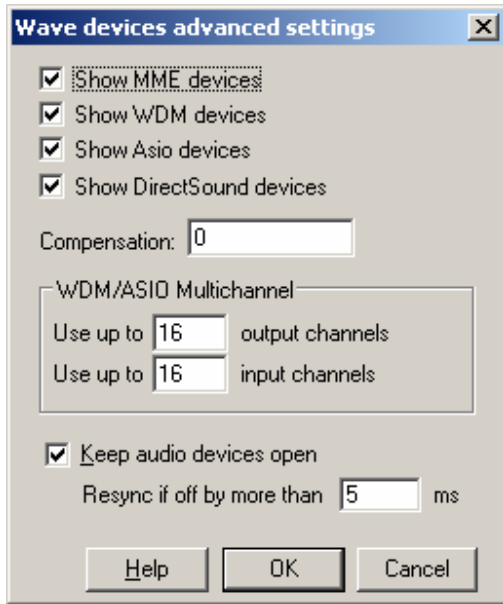 Wave devices advanced settings
Show MME devices
Show WDM devices
Show Asio devices
Show DirectSound devices
Compensation: 0
WDM/ASIO Multichannel
Use up to 16 output channels
Use up to 16 input channels
Keep audio devices open
Resync if off by more than 5 ms
Help OK Cancel